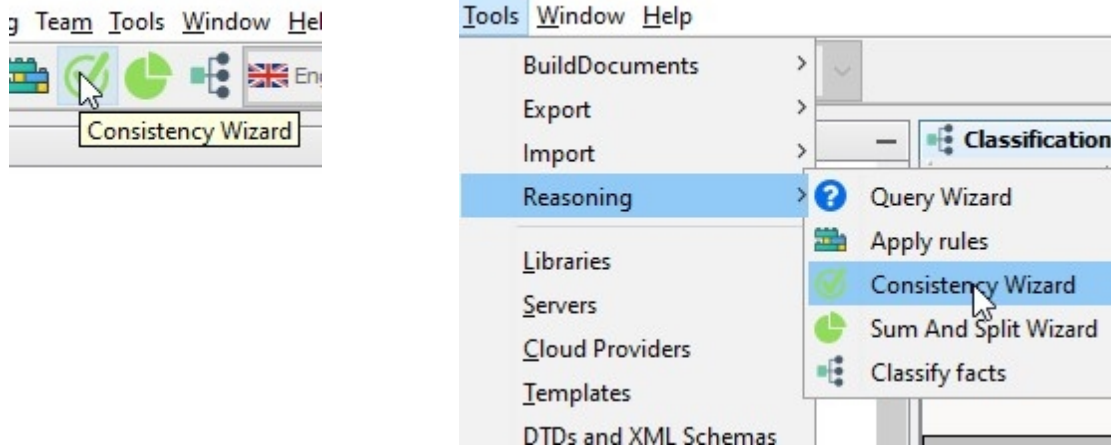 g Team Tools Window Hel
Eng
Consistency Wizard
Tools Window Help
BuildDocuments
Export
Import
Reasoning
Libraries
Servers
Cloud Providers
Templates
DTDs and XML Schemas
Classification
Query Wizard
Apply rules
Consistency Wizard
Sum And Split Wizard
Classify facts